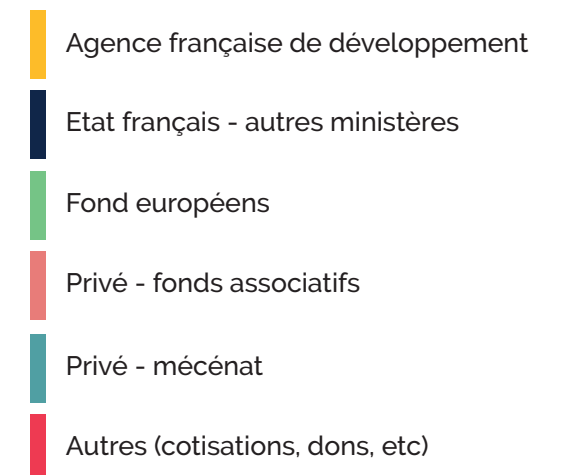 Agence française de développement
Etat français - autres ministères
Fond européens
Privé - fonds associatifs
Privé - mécénat
Autres (cotisations, dons, etc)